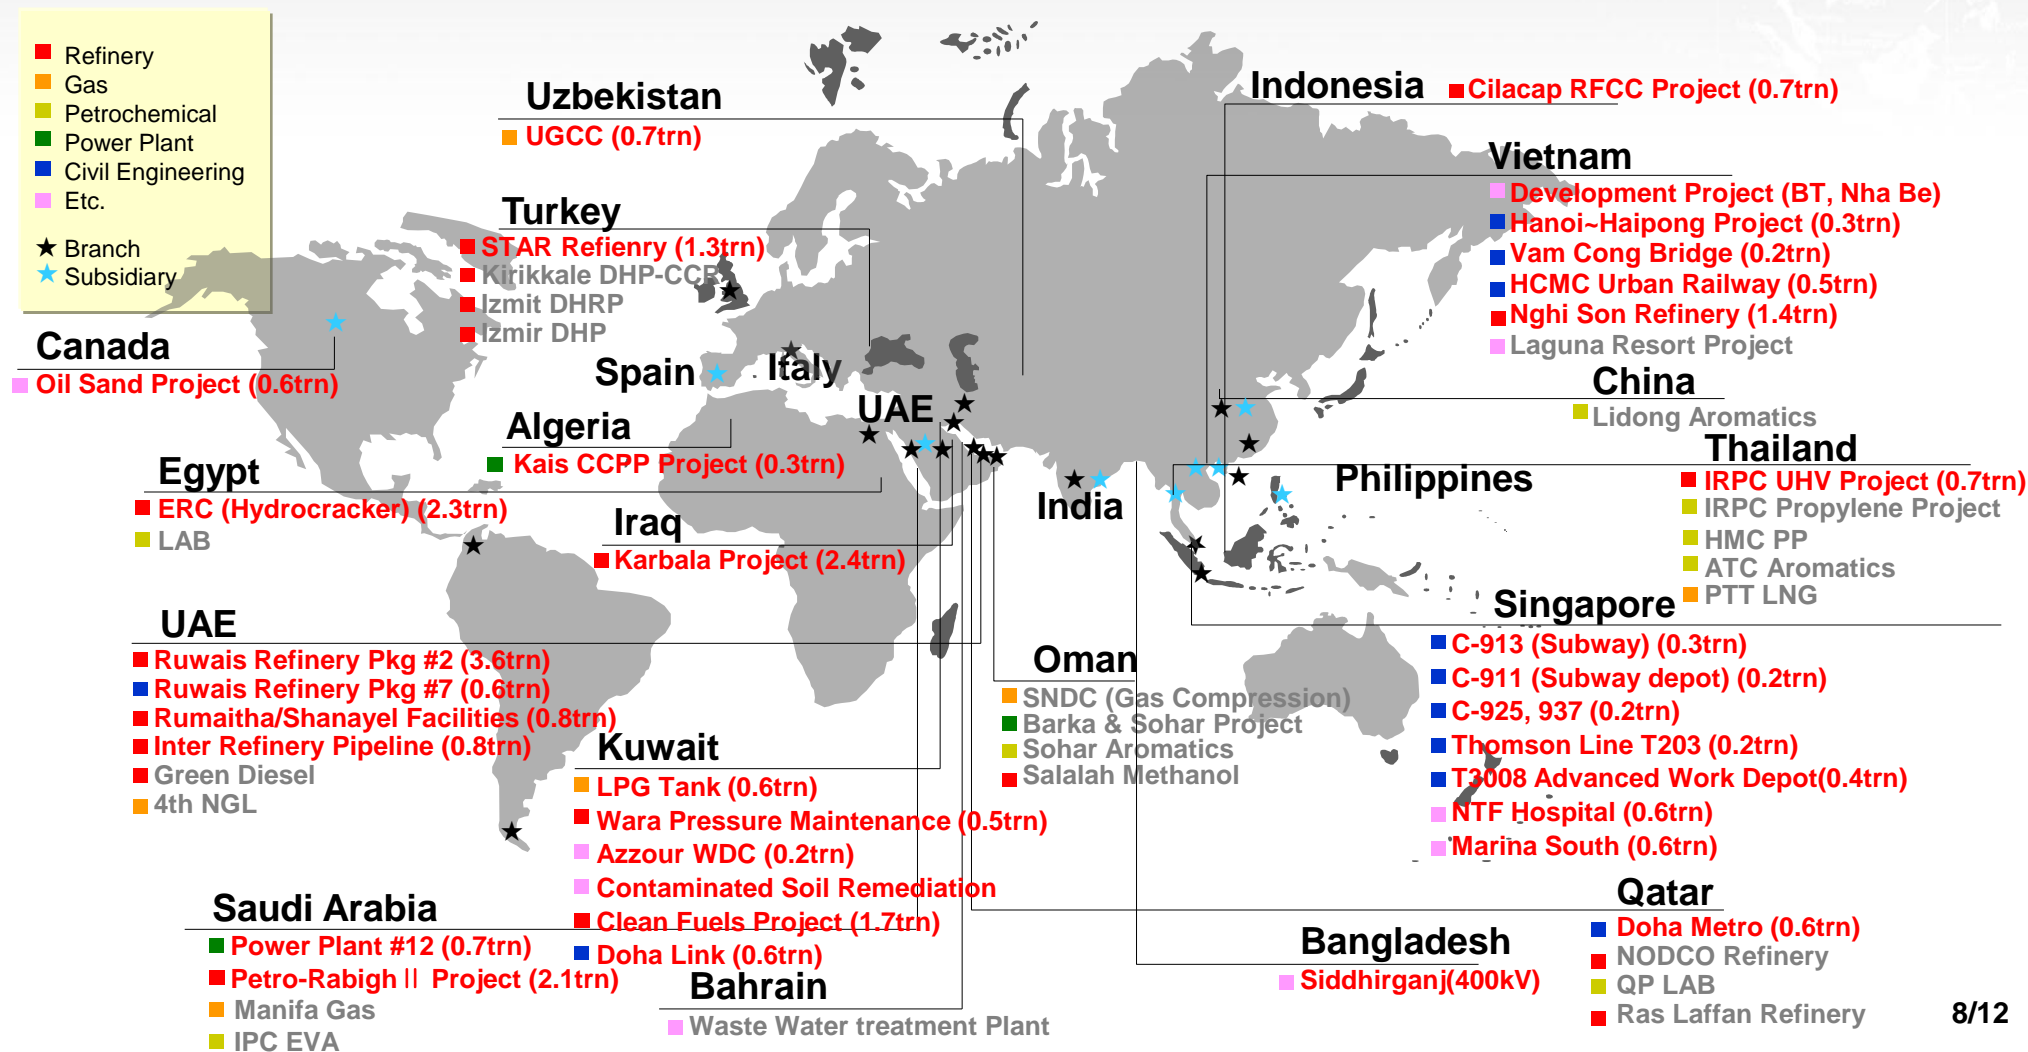 Refinery
Gas
Petrochemical
Power Plant
Civil Engineering
Etc.
Branch
Subsidiary
Uzbekistan
UGCC (0.7trn)
Turkey
STAR Refienry (1.3trn)
Kirikkale DHP-CCR
Izmit DHRP
Izmir DHP
Indonesia
Cilacap RFCC Project (0.7trn)
Vietnam
Development Project (BT, Nha Be)
Hanoi~Haipong Project (0.3trn)
Vam Cong Bridge (0.2trn)
HCMC Urban Railway (0.5trn)
Nghi Son Refinery (1.4trn)
Laguna Resort Project
Canada
Oil Sand Project (0.6trn)
Spain
Italy
UAE
China
Lidong Aromatics
Algeria
Kais CCPP Project (0.3trn)
Egypt
ERC (Hydrocracker) (2.3trn)
LAB
Iraq
Karbala Project (2.4trn)
India
Philippines
Thailand
IRPC UHV Project (0.7trn)
IRPC Propylene Project
HMC PP
ATC Aromatics
PTT LNG
UAE
Ruwais Refinery Pkg #2 (3.6trn)
Ruwais Refinery Pkg #7 (0.6trn)
Rumaitha/Shanayel Facilities (0.8trn)
Inter Refinery Pipeline (0.8trn)
Green Diesel
4th NGL
Oman
SNDC (Gas Compression)
Barka & Sohar Project
Sohar Aromatics
Salalah Methanol
Singapore
C-913 (Subway) (0.3trn)
C-911 (Subway depot) (0.2trn)
C-925, 937 (0.2trn)
Thomson Line T203 (0.2trn)
T3008 Advanced Work Depot(0.4trn)
NTF Hospital (0.6trn)
Marina South (0.6trn)
Kuwait
LPG Tank (0.6trn)
Wara Pressure Maintenance (0.5trn)
Azzour WDC (0.2trn)
Contaminated Soil Remediation
Clean Fuels Project (1.7trn)
Doha Link (0.6trn)
Saudi Arabia
Power Plant #12 (0.7trn)
Petro-Rabigh II Project (2.1trn)
Manifa Gas
IPC EVA
Bahrain
Waste Water treatment Plant
Bangladesh
Siddhirganj(400kV)
Qatar
Doha Metro (0.6trn)
NODCO Refinery
QP LAB
Ras Laffan Refinery
8/12